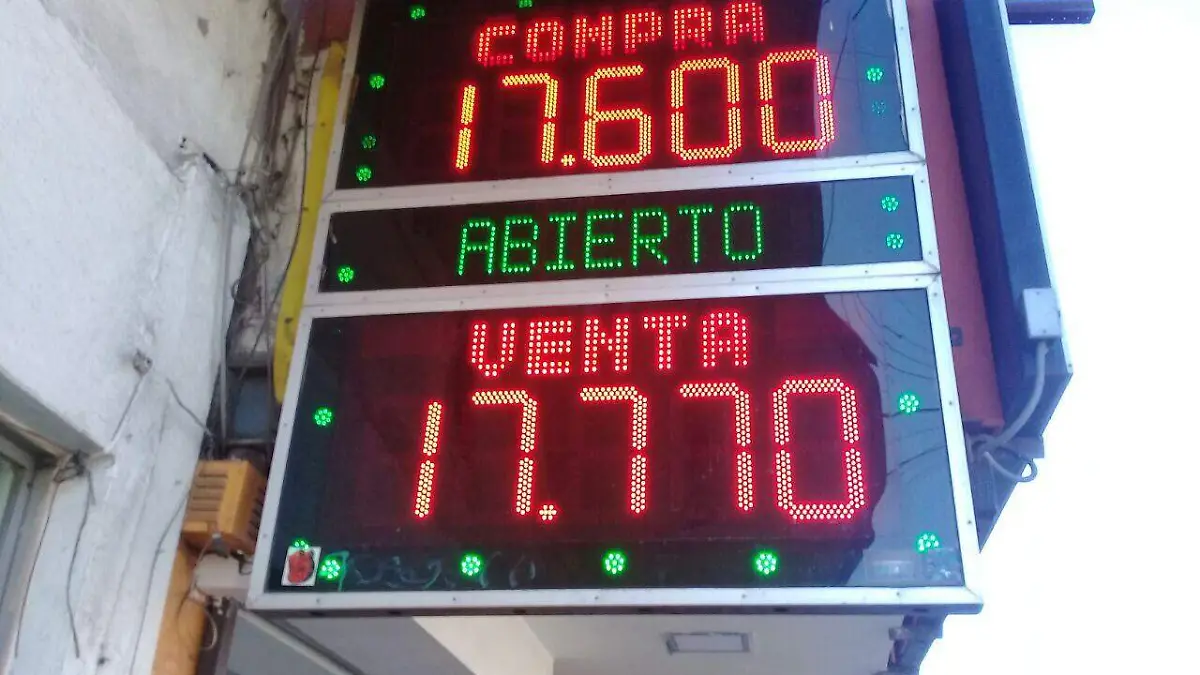 COMPRA
17.600
ABIERTO
VENTA
17.770